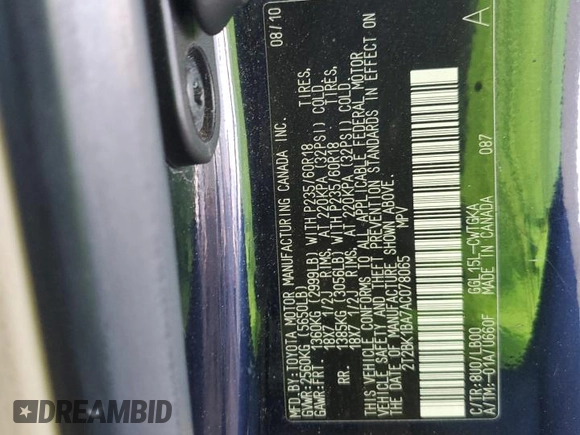 MFD.BY:TOYOTA MOTOR MANUFACTURING CANADA INC. 08/10
GVWR:2560KG (5650LB)
GAWR:FRT. 1360KG (2999LB) WITH P235/60R18 TIRES,
18X7 1/2J RIMS, AT 220KPA (32PSI) COLD
RR. 1385KG (3056LB) WITH P235/60R18 TIRES,
18X7 1/2J RIMS, AT 220KPA (32PSI) COLD
THIS VEHICLE CONFORMS TO ALL APPLICABLE FEDERAL MOTOR
VEHICLE SAFETY AND THEFT PREVENTION STANDARDS IN EFFECT ON
THE DATE OF MANUFACTURE SHOWN ABOVE.
2T2BK1BA7AC078065 MPV
A
087
C/TR:8U0/LB00 GGL15L-CWTGKA
A/TM:-01A/U660F MADE IN CANADA
DREAMBID